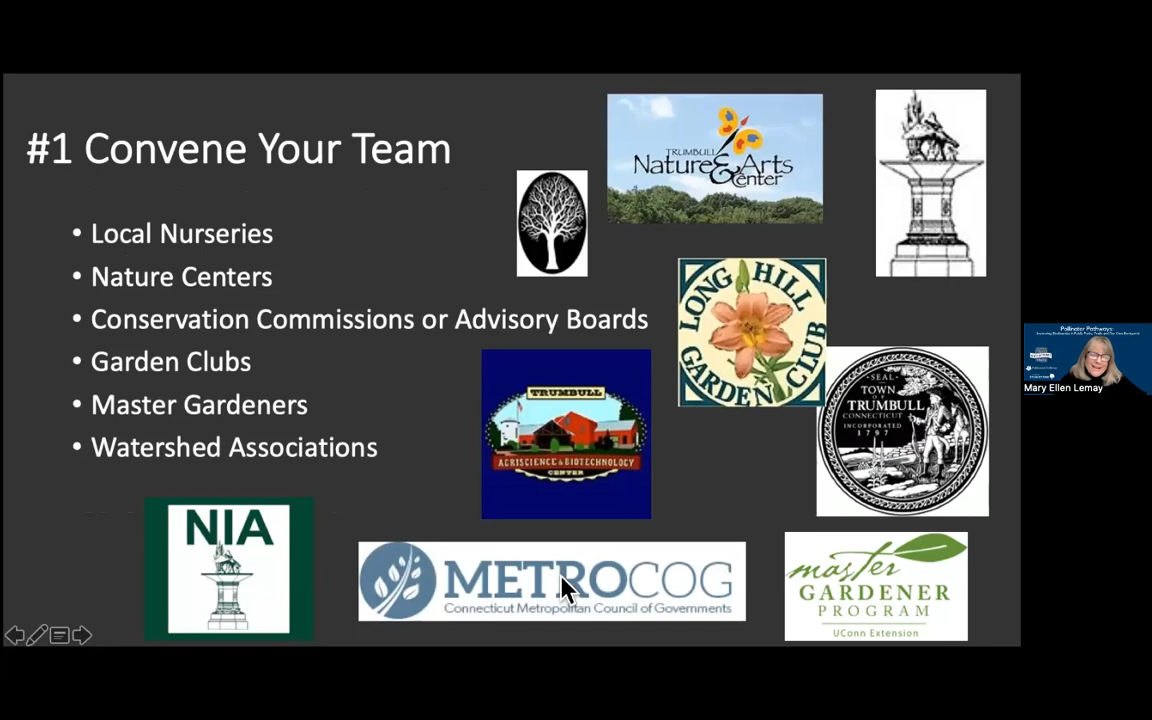 #1 Convene Your Team
• Local Nurseries
• Nature Centers
• Conservation Commissions or Advisory Boards
• Garden Clubs
• Master Gardeners
• Watershed Associations
TRUMBULL
Nature & Arts
Center
LONG HILL
GARDEN CLUB
TRUMBULL
AGRISCIENCE & BIOTECHNOLOGY
CENTER
SEAL
TOWN
OF
TRUMBULL
CONNECTICUT
INCORPORATED
1797
NIA
METROCOG
Connecticut Metropolitan Council of Governments
master
GARDENER
PROGRAM
UConn Extension
Pollinator Pathways:
Mary Ellen Lemay